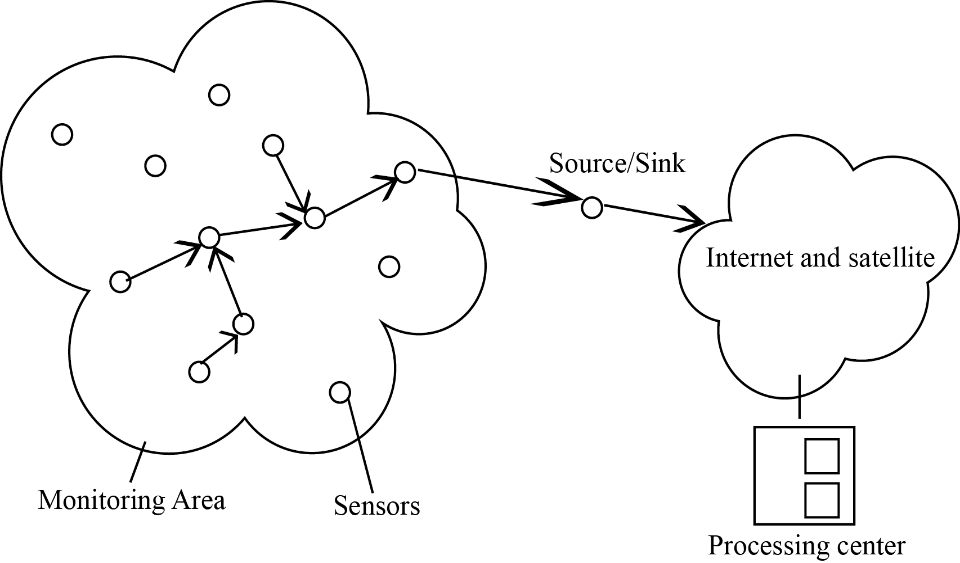 Source/Sink
Internet and satellite
Monitoring Area
Sensors
Processing center